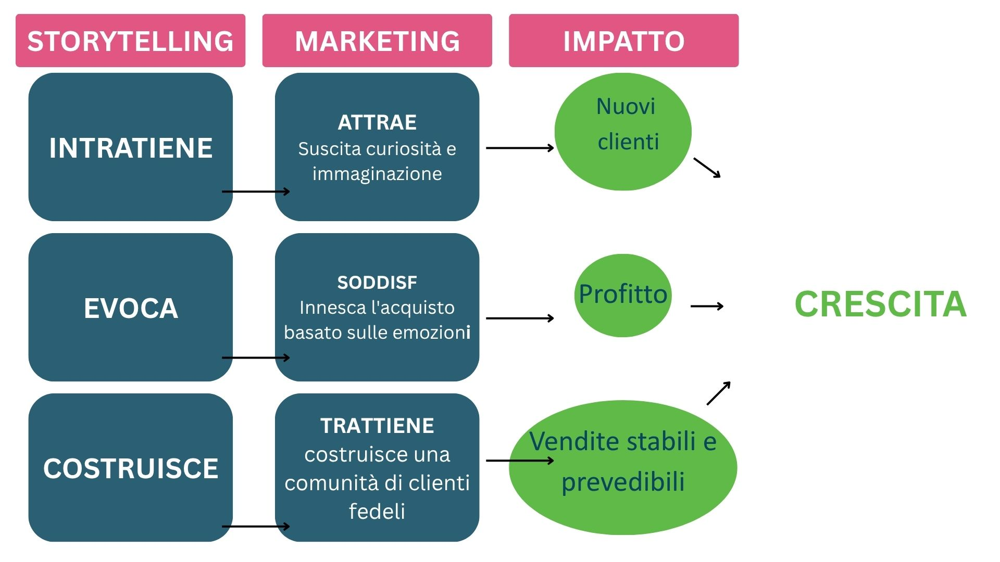 STORYTELLING
MARKETING
IMPATTO
INTRATIENE
ATTRAE
Suscita curiosità e
immaginazione
Nuovi
clienti
EVOCA
SODDISF
Innesca l'acquisto
basato sulle emozioni
Profitto
CRESCITA
COSTRUISCE
TRATTIENE
costruisce una
comunità di clienti
fedeli
Vendite stabili e
prevedibili